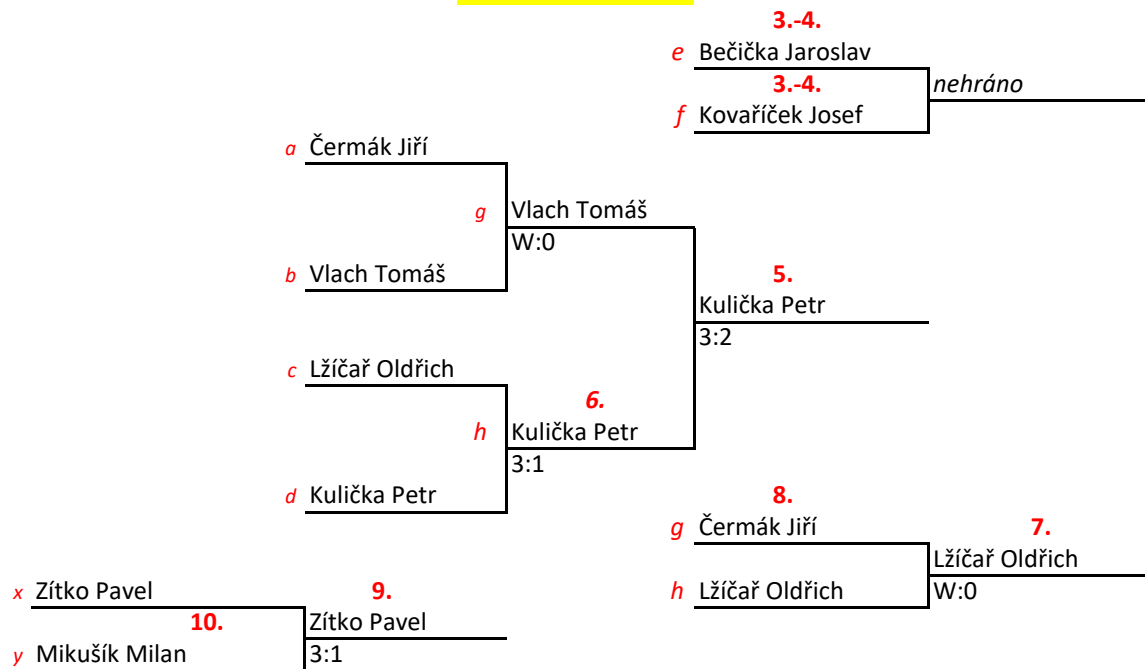 3.-4.
e Bečička Jaroslav
3.-4.
nehráno
f Kovaříček Josef
a Čermák Jiří
g Vlach Tomáš
W:0
b Vlach Tomáš
5.
Kulička Petr
3:2
c Lžíčař Oldřich
6.
h Kulička Petr
3:1
d Kulička Petr
8.
g Čermák Jiří
7.
Lžíčař Oldřich
h Lžíčař Oldřich
W:0
x Zítko Pavel
9.
10.
Zítko Pavel
y Mikušík Milan
3:1